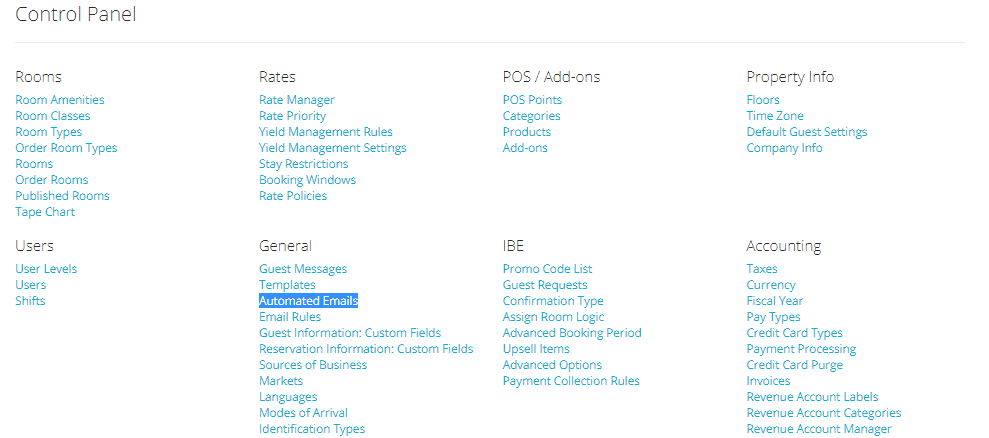 Control Panel
Rooms
Room Amenities
Room Classes
Room Types
Order Room Types
Rooms
Order Rooms
Published Rooms
Tape Chart
Rates
Rate Manager
Rate Priority
Yield Management Rules
Yield Management Settings
Stay Restrictions
Booking Windows
Rate Policies
POS / Add-ons
POS Points
Categories
Products
Add-ons
Property Info
Floors
Time Zone
Default Guest Settings
Company Info
Users
User Levels
Users
Shifts
General
Guest Messages
Templates
Automated Emails
Email Rules
Guest Information: Custom Fields
Reservation Information: Custom Fields
Sources of Business
Markets
Languages
Modes of Arrival
Identification Types
IBE
Promo Code List
Guest Requests
Confirmation Type
Assign Room Logic
Advanced Booking Period
Upsell Items
Advanced Options
Payment Collection Rules
Accounting
Taxes
Currency
Fiscal Year
Pay Types
Credit Card Types
Payment Processing
Credit Card Purge
Invoices
Revenue Account Labels
Revenue Account Categories
Revenue Account Manager